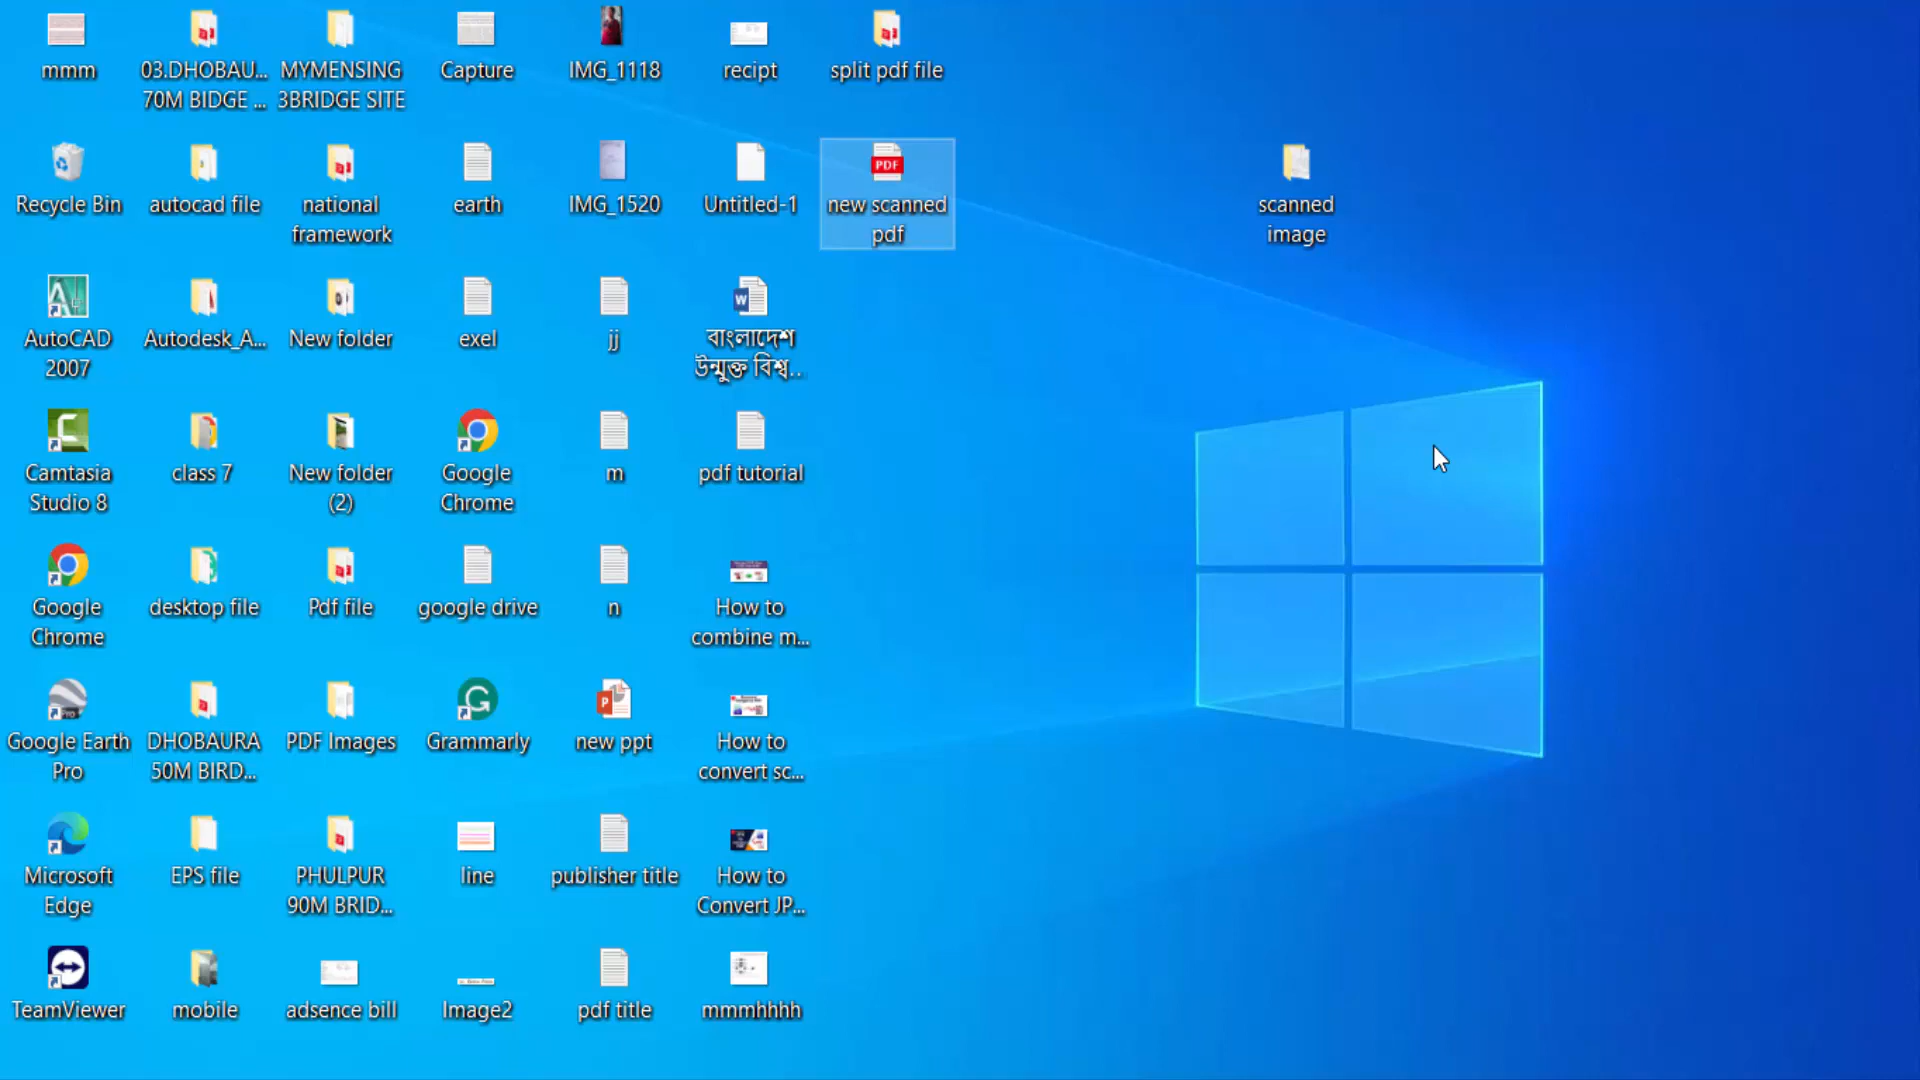 mmm
03.DHOBAU...
70M BIDGE ...
MYMENSING
3BRIDGE SITE
Capture
IMG_1118
recipt
split pdf file
Recycle Bin
autocad file
national
framework
earth
IMG_1520
Untitled-1
PDF
new scanned
pdf
scanned
image
AutoCAD
2007
Autodesk_A...
New folder
exel
jj
বাংলাদেশ
উন্মুক্ত বিশ্ব...
Camtasia
Studio 8
class 7
New folder
(2)
Google
Chrome
m
pdf tutorial
Google
Chrome
desktop file
Pdf file
google drive
n
How to
combine m...
Google Earth
Pro
DHOBAURA
50M BIRD...
PDF Images
Grammarly
new ppt
How to
convert sc...
Microsoft
Edge
EPS file
PHULPUR
90M BRID...
line
publisher title
How to
Convert JP...
TeamViewer
mobile
adsence bill
Image2
pdf title
mmmhhhh